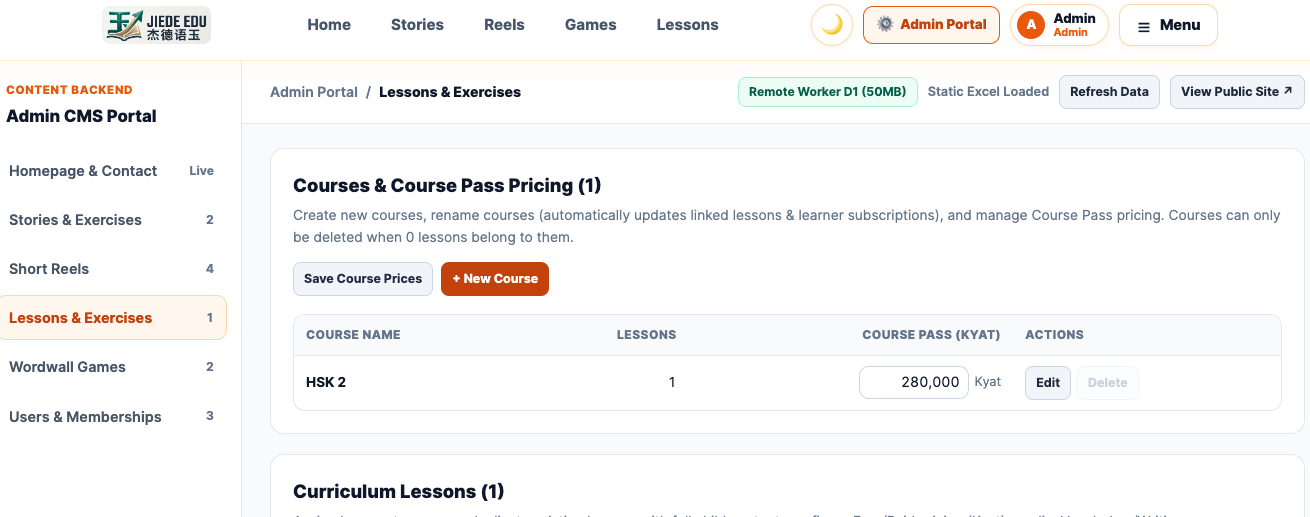 JIEDE EDU
杰德语玉
Home
Stories
Reels
Games
Lessons
Admin Portal
A
Admin
Admin
Menu
CONTENT BACKEND
Admin CMS Portal
Homepage & Contact Live
Stories & Exercises 2
Short Reels 4
Lessons & Exercises 1
Wordwall Games 2
Users & Memberships 3
Admin Portal / Lessons & Exercises
Remote Worker D1 (50MB)
Static Excel Loaded
Refresh Data
View Public Site ↗
Courses & Course Pass Pricing (1)
Create new courses, rename courses (automatically updates linked lessons & learner subscriptions), and manage Course Pass pricing. Courses can only
be deleted when 0 lessons belong to them.
Save Course Prices
+ New Course
COURSE NAME LESSONS COURSE PASS (KYAT) ACTIONS
HSK 2 1 280,000 Kyat Edit Delete
Curriculum Lessons (1)